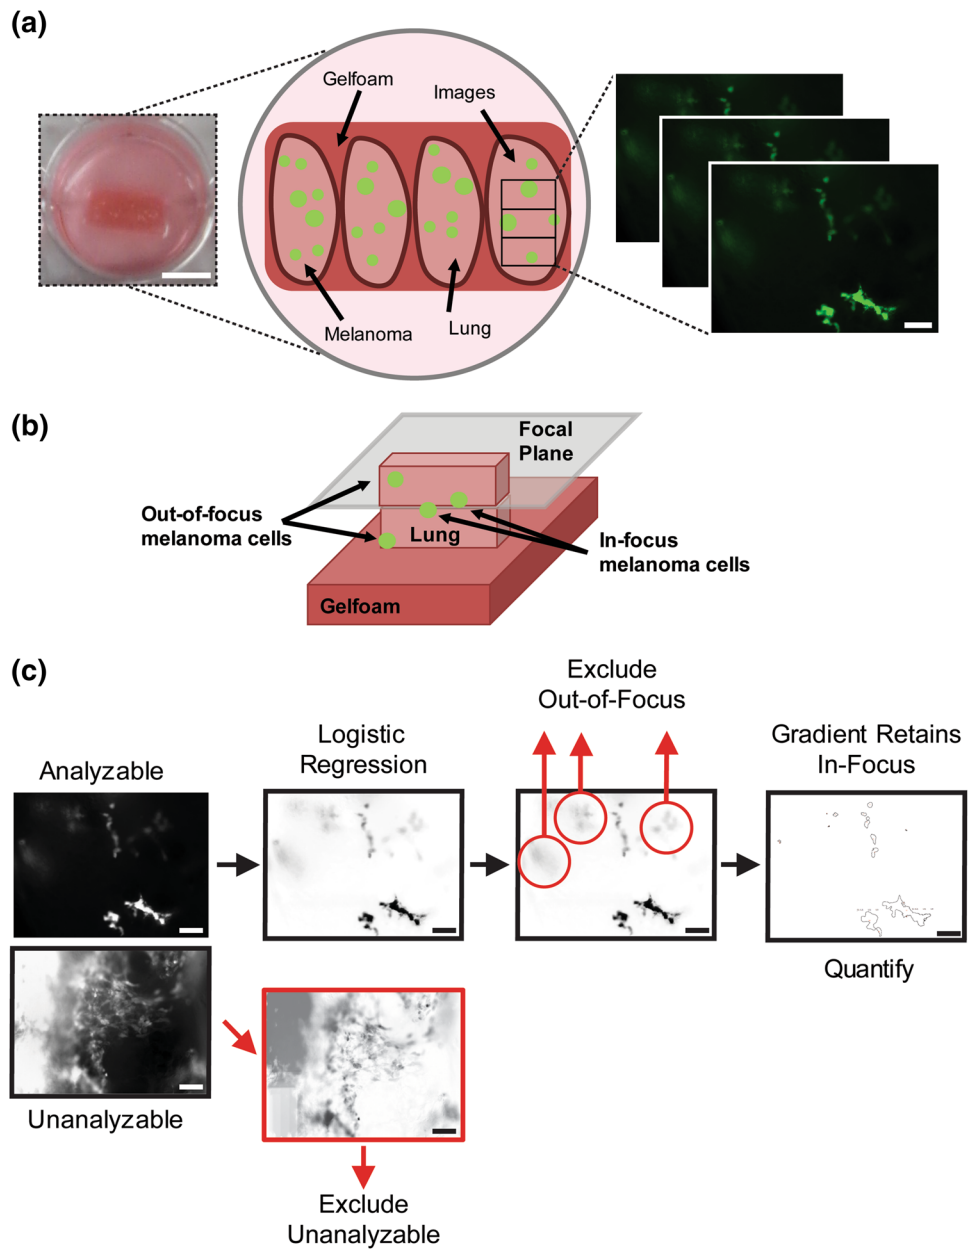 (a)
Gelfoam
Images
Melanoma
Lung
(b)
Focal
Plane
Out-of-focus
melanoma cells
Lung
In-focus
melanoma cells
Gelfoam
(c)
Exclude
Out-of-Focus
Logistic
Regression
Gradient Retains
In-Focus
Analyzable
Quantify
Unanalyzable
Exclude
Unanalyzable